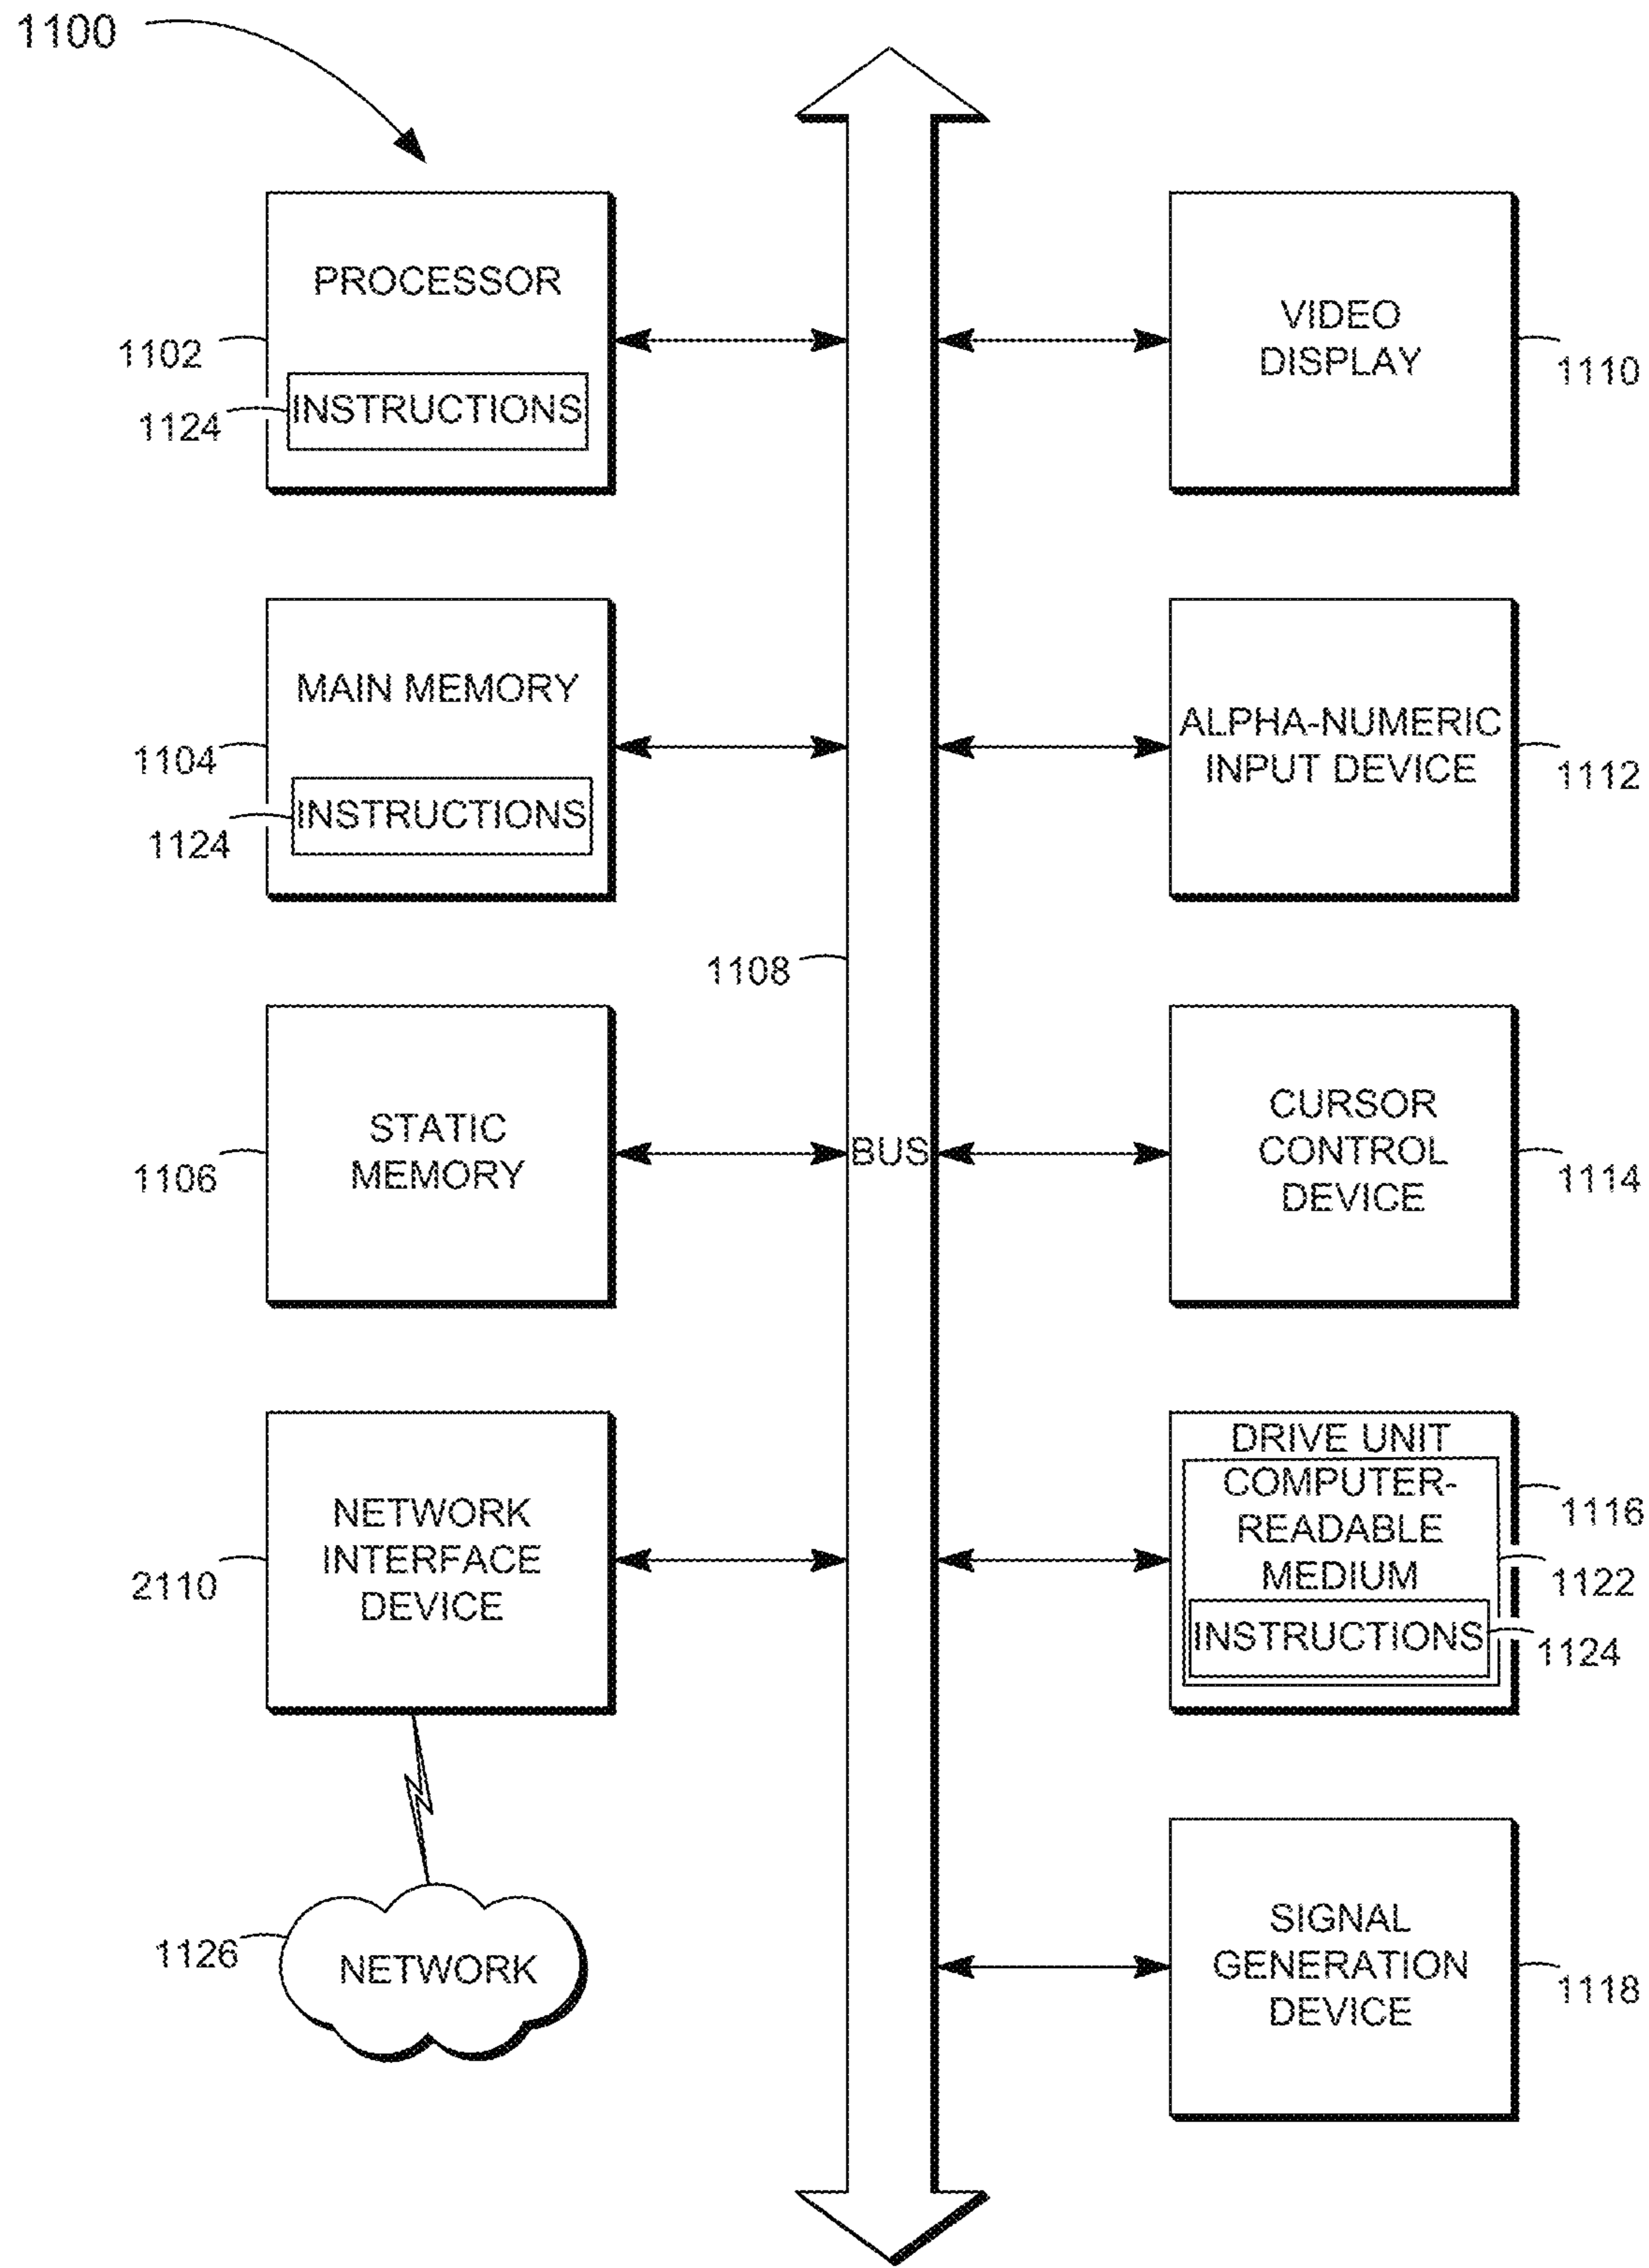 1100
PROCESSOR
1102
INSTRUCTIONS
1124
VIDEO
DISPLAY
1110
MAIN MEMORY
1104
INSTRUCTIONS
1124
ALPHA-NUMERIC
INPUT DEVICE
1112
1108
STATIC
MEMORY
1106
BUS
CURSOR
CONTROL
DEVICE
1114
NETWORK
INTERFACE
DEVICE
2110
DRIVE UNIT
COMPUTER-
READABLE
MEDIUM
INSTRUCTIONS
1116
1122
1124
NETWORK
1126
SIGNAL
GENERATION
DEVICE
1118